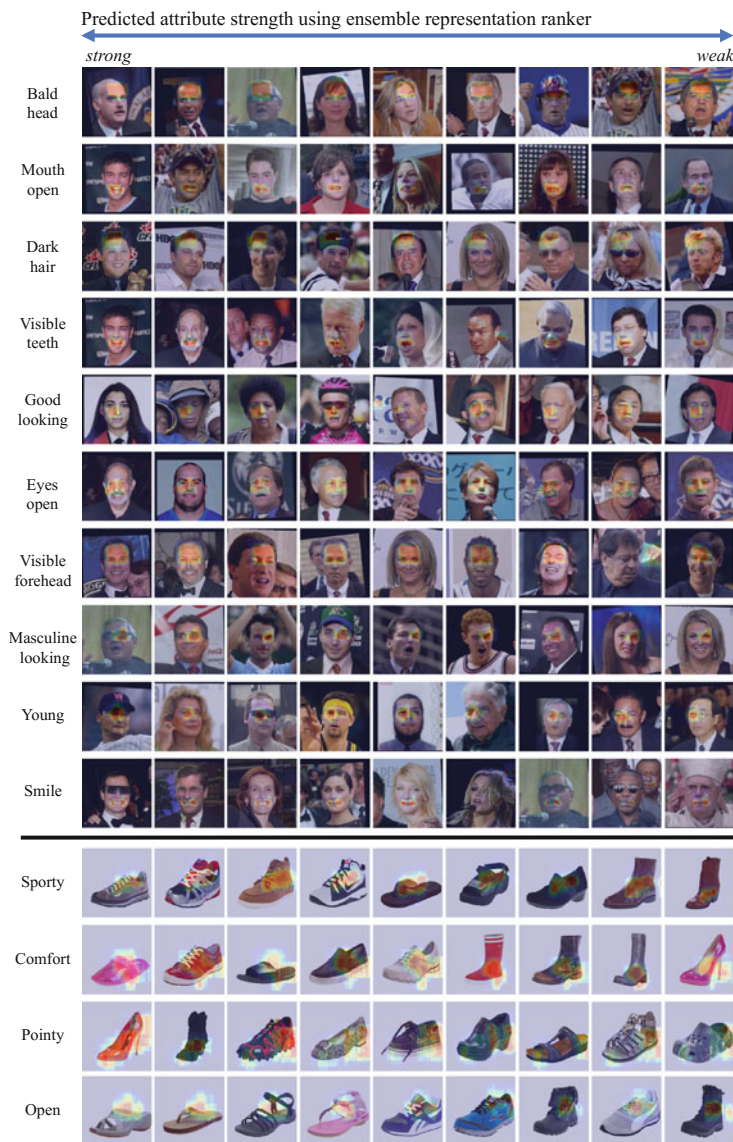 Predicted attribute strength using ensemble representation ranker
strong
weak
Bald
head
Mouth
open
Dark
hair
Visible
teeth
Good
looking
Eyes
open
Visible
forehead
Masculine
looking
Young
Smile
Sporty
Comfort
Pointy
Open